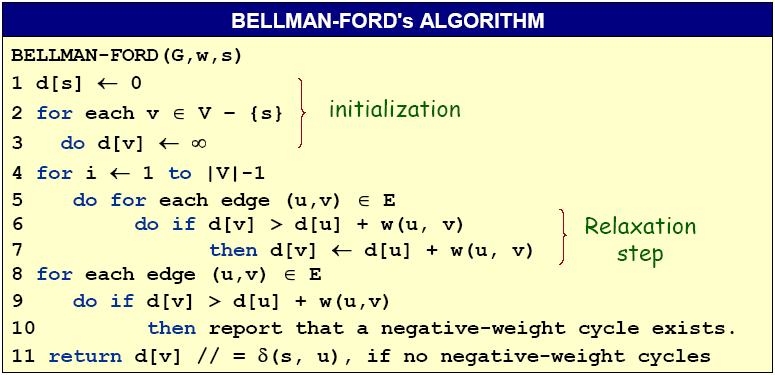 BELLMAN-FORD's ALGORITHM
BELLMAN-FORD(G,w,s)
1 d[s] ← 0
2 for each v ∈ V – {s}
3 do d[v] ← ∞
initialization
4 for i ← 1 to |V|-1
5 do for each edge (u,v) ∈ E
6 do if d[v] > d[u] + w(u, v)
7 then d[v] ← d[u] + w(u, v)
Relaxation
step
8 for each edge (u,v) ∈ E
9 do if d[v] > d[u] + w(u,v)
10 then report that a negative-weight cycle exists.
11 return d[v] // = δ(s, u), if no negative-weight cycles